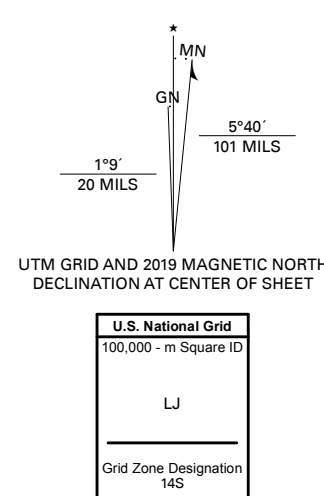 ★
MN
GN
5°40´
101 MILS
1°9´
20 MILS
UTM GRID AND 2019 MAGNETIC NORTH
DECLINATION AT CENTER OF SHEET
U.S. National Grid
100,000 - m Square ID
LJ
Grid Zone Designation
14S